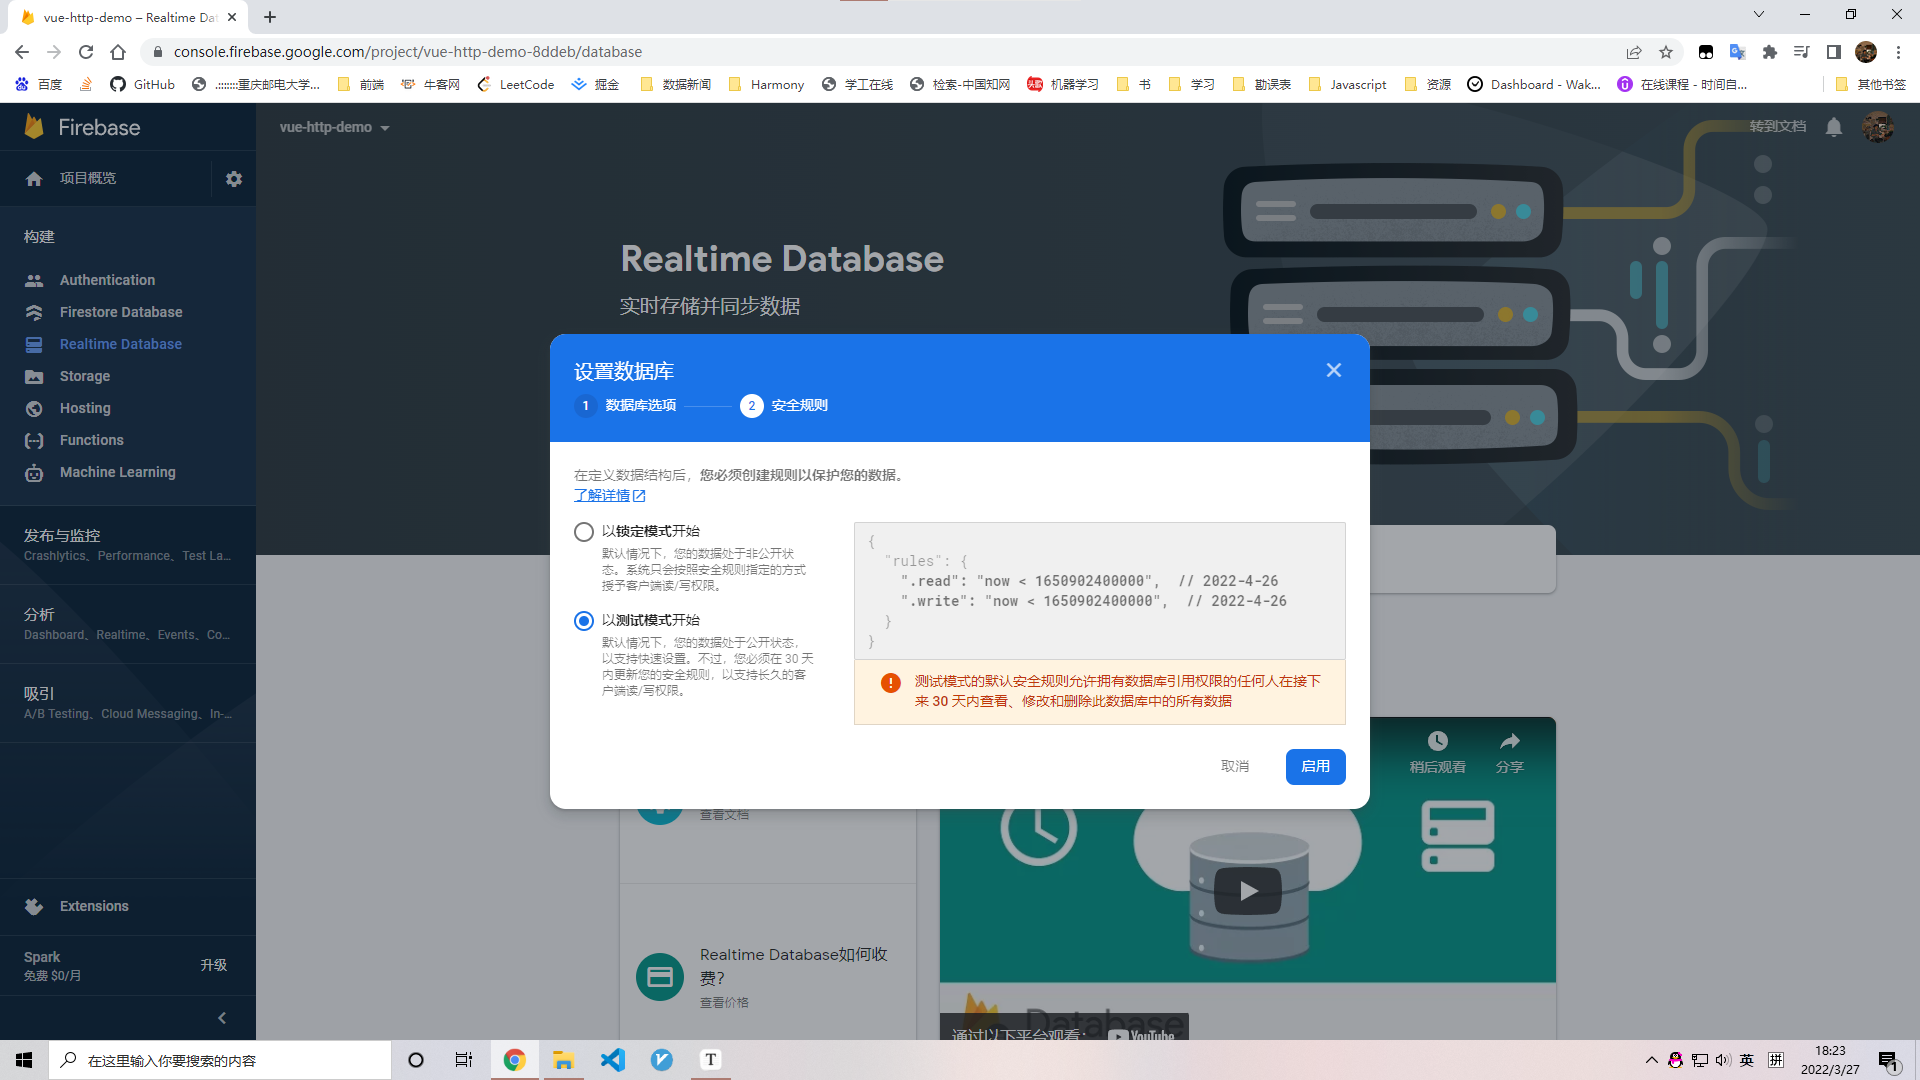 vue-http-demo – Realtime Dat
console.firebase.google.com/project/vue-http-demo-8ddeb/database
百度
GitHub
.:::::::重庆邮电大学...
前端
牛客网
LeetCode
掘金
数据新闻
Harmony
学工在线
检索-中国知网
机器学习
书
学习
勘误表
Javascript
资源
Dashboard - Wak...
在线课程 - 时间自...
其他书签
Firebase
vue-http-demo
转到文档
项目概览
构建
Authentication
Firestore Database
Realtime Database
Storage
Hosting
Functions
Machine Learning
发布与监控
Crashlytics、Performance、Test La...
分析
Dashboard、Realtime、Events、Co...
吸引
A/B Testing、Cloud Messaging、In-...
Extensions
Spark
免费 $0/月
升级
Realtime Database
实时存储并同步数据
设置数据库
1 数据库选项
2 安全规则
在定义数据结构后，您必须创建规则以保护您的数据。
了解详情
以锁定模式开始
默认情况下，您的数据处于非公开状
态。系统只会按照安全规则指定的方式
授予客户端读/写权限。
以测试模式开始
默认情况下，您的数据处于公开状态，
以支持快速设置。不过，您必须在 30 天
内更新您的安全规则，以支持长久的客
户端读/写权限。
{
"rules": {
".read": "now < 1650902400000",  // 2022-4-26
".write": "now < 1650902400000",  // 2022-4-26
}
}
测试模式的默认安全规则允许拥有数据库引用权限的任何人在接下
来 30 天内查看、修改和删除此数据库中的所有数据
取消
启用
查看文档
Realtime Database如何收
费？
查看价格
稍后观看
分享
Database
通过以下平台观看：
YouTube
在这里输入你要搜索的内容
T
英
拼
18:23
2022/3/27
1